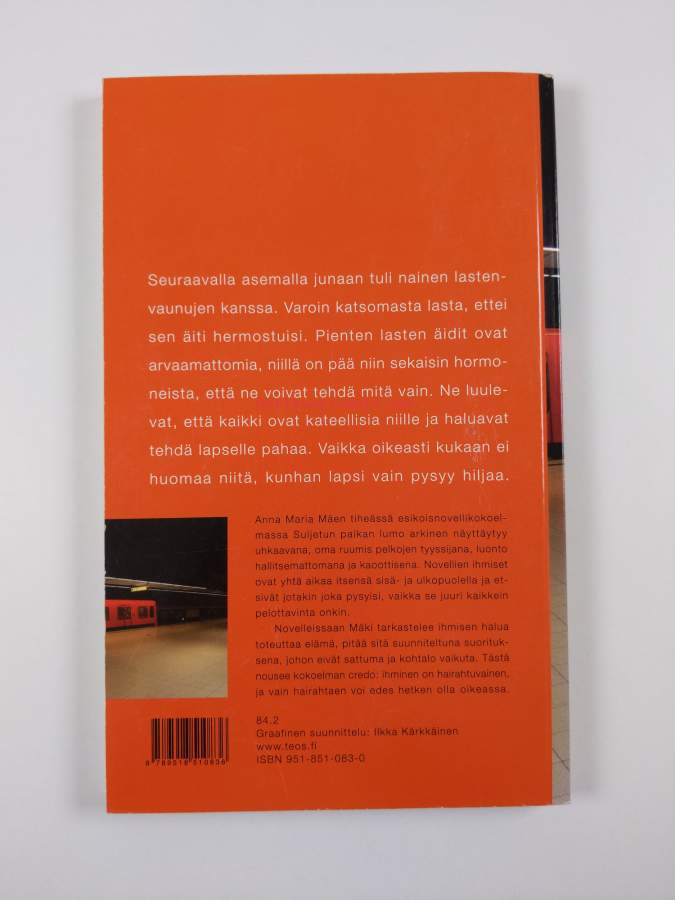 Seuraavalla asemalla junaan tuli nainen lasten-
vaunujen kanssa. Varoin katsomasta lasta, ettei
sen äiti hermostuisi. Pienten lasten äidit ovat
arvaamattomia, niillä on pää niin sekaisin hormo-
neista, että ne voivat tehdä mitä vain. Ne luule-
vat, että kaikki ovat kateellisia niille ja haluavat
tehdä lapselle pahaa. Vaikka oikeasti kukaan ei
huomaa niitä, kunhan lapsi vain pysyy hiljaa.
Anna Maria Mäen tiheässä esikoisnovellikokoel-
massa Suljetun paikan lumo arkinen näyttäytyy
uhkaavana, oma ruumis pelkojen tyyssijana, luonto
hallitsemattomana ja kaoottisena. Novellien ihmiset
ovat yhtä aikaa itsensä sisä- ja ulkopuolella ja et-
sivät jotakin joka pysyisi, vaikka se juuri kaikkein
pelottavinta onkin.
Novelleissaan Mäki tarkastelee ihmisen halua
toteuttaa elämä, pitää sitä suunniteltuna suorituk-
sena, johon eivät sattuma ja kohtalo vaikuta. Tästä
nousee kokoelman credo: ihminen on hairahtuvainen,
ja vain hairahtaen voi edes hetken olla oikeassa.
84.2
Graafinen suunnittelu: Ilkka Kärkkäinen
www.teos.fi
ISBN 951-851-083-0
9 789518 510836